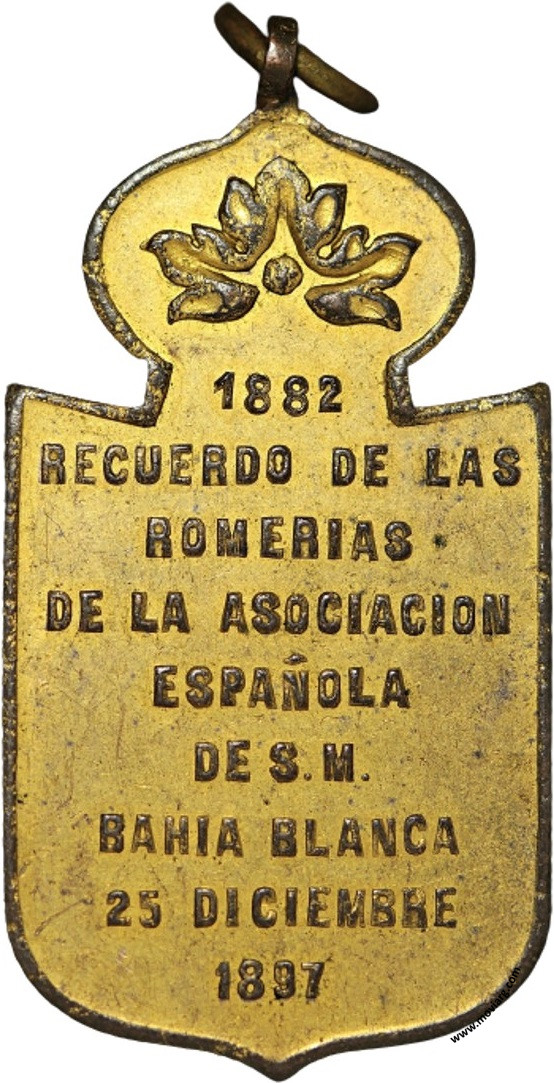 1882
RECUERDO DE LAS
ROMERIAS
DE LA ASOCIACION
ESPAÑOLA
DE S. M.
BAHIA BLANCA
25 DICIEMBRE
1897